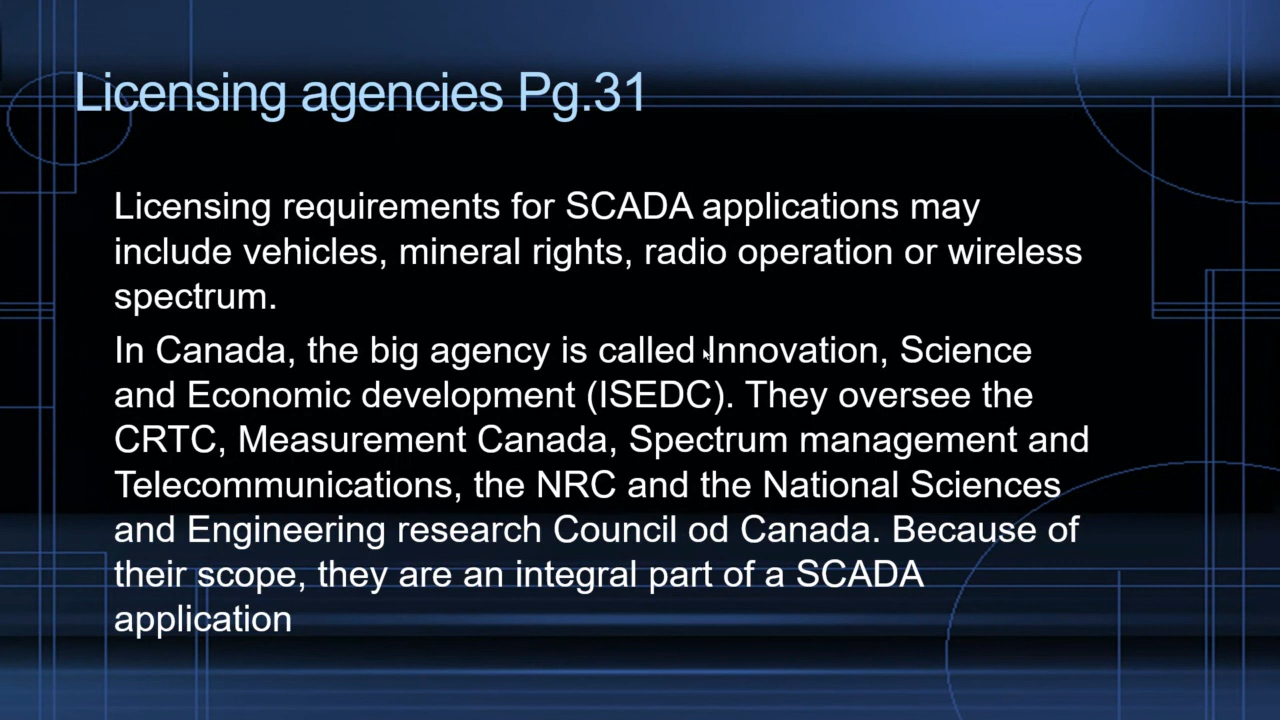 Licensing agencies Pg.31
Licensing requirements for SCADA applications may
include vehicles, mineral rights, radio operation or wireless
spectrum.
In Canada, the big agency is called Innovation, Science
and Economic development (ISEDC). They oversee the
CRTC, Measurement Canada, Spectrum management and
Telecommunications, the NRC and the National Sciences
and Engineering research Council od Canada. Because of
their scope, they are an integral part of a SCADA
application